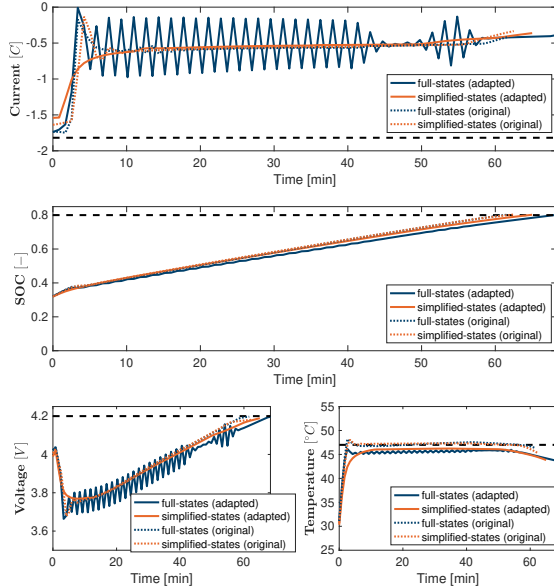 0
-0.5
-1
-1.5
-2
Current [C]
full-states (adapted)
simplified-states (adapted)
full-states (original)
simplified-states (original)
0 10 20 30 40 50 60
Time [min]
0.8
0.6
0.4
0.2
0
SOC [−]
full-states (adapted)
simplified-states (adapted)
full-states (original)
simplified-states (original)
0 10 20 30 40 50 60
Time [min]
4.2
4
3.8
3.6
Voltage [V]
full-states (adapted)
simplified-states (adapted)
full-states (original)
simplified-states (original)
0 20 40 60
Time [min]
55
50
45
40
35
30
25
Temperature [°C]
full-states (adapted)
simplified-states (adapted)
full-states (original)
simplified-states (original)
0 20 40 60
Time [min]